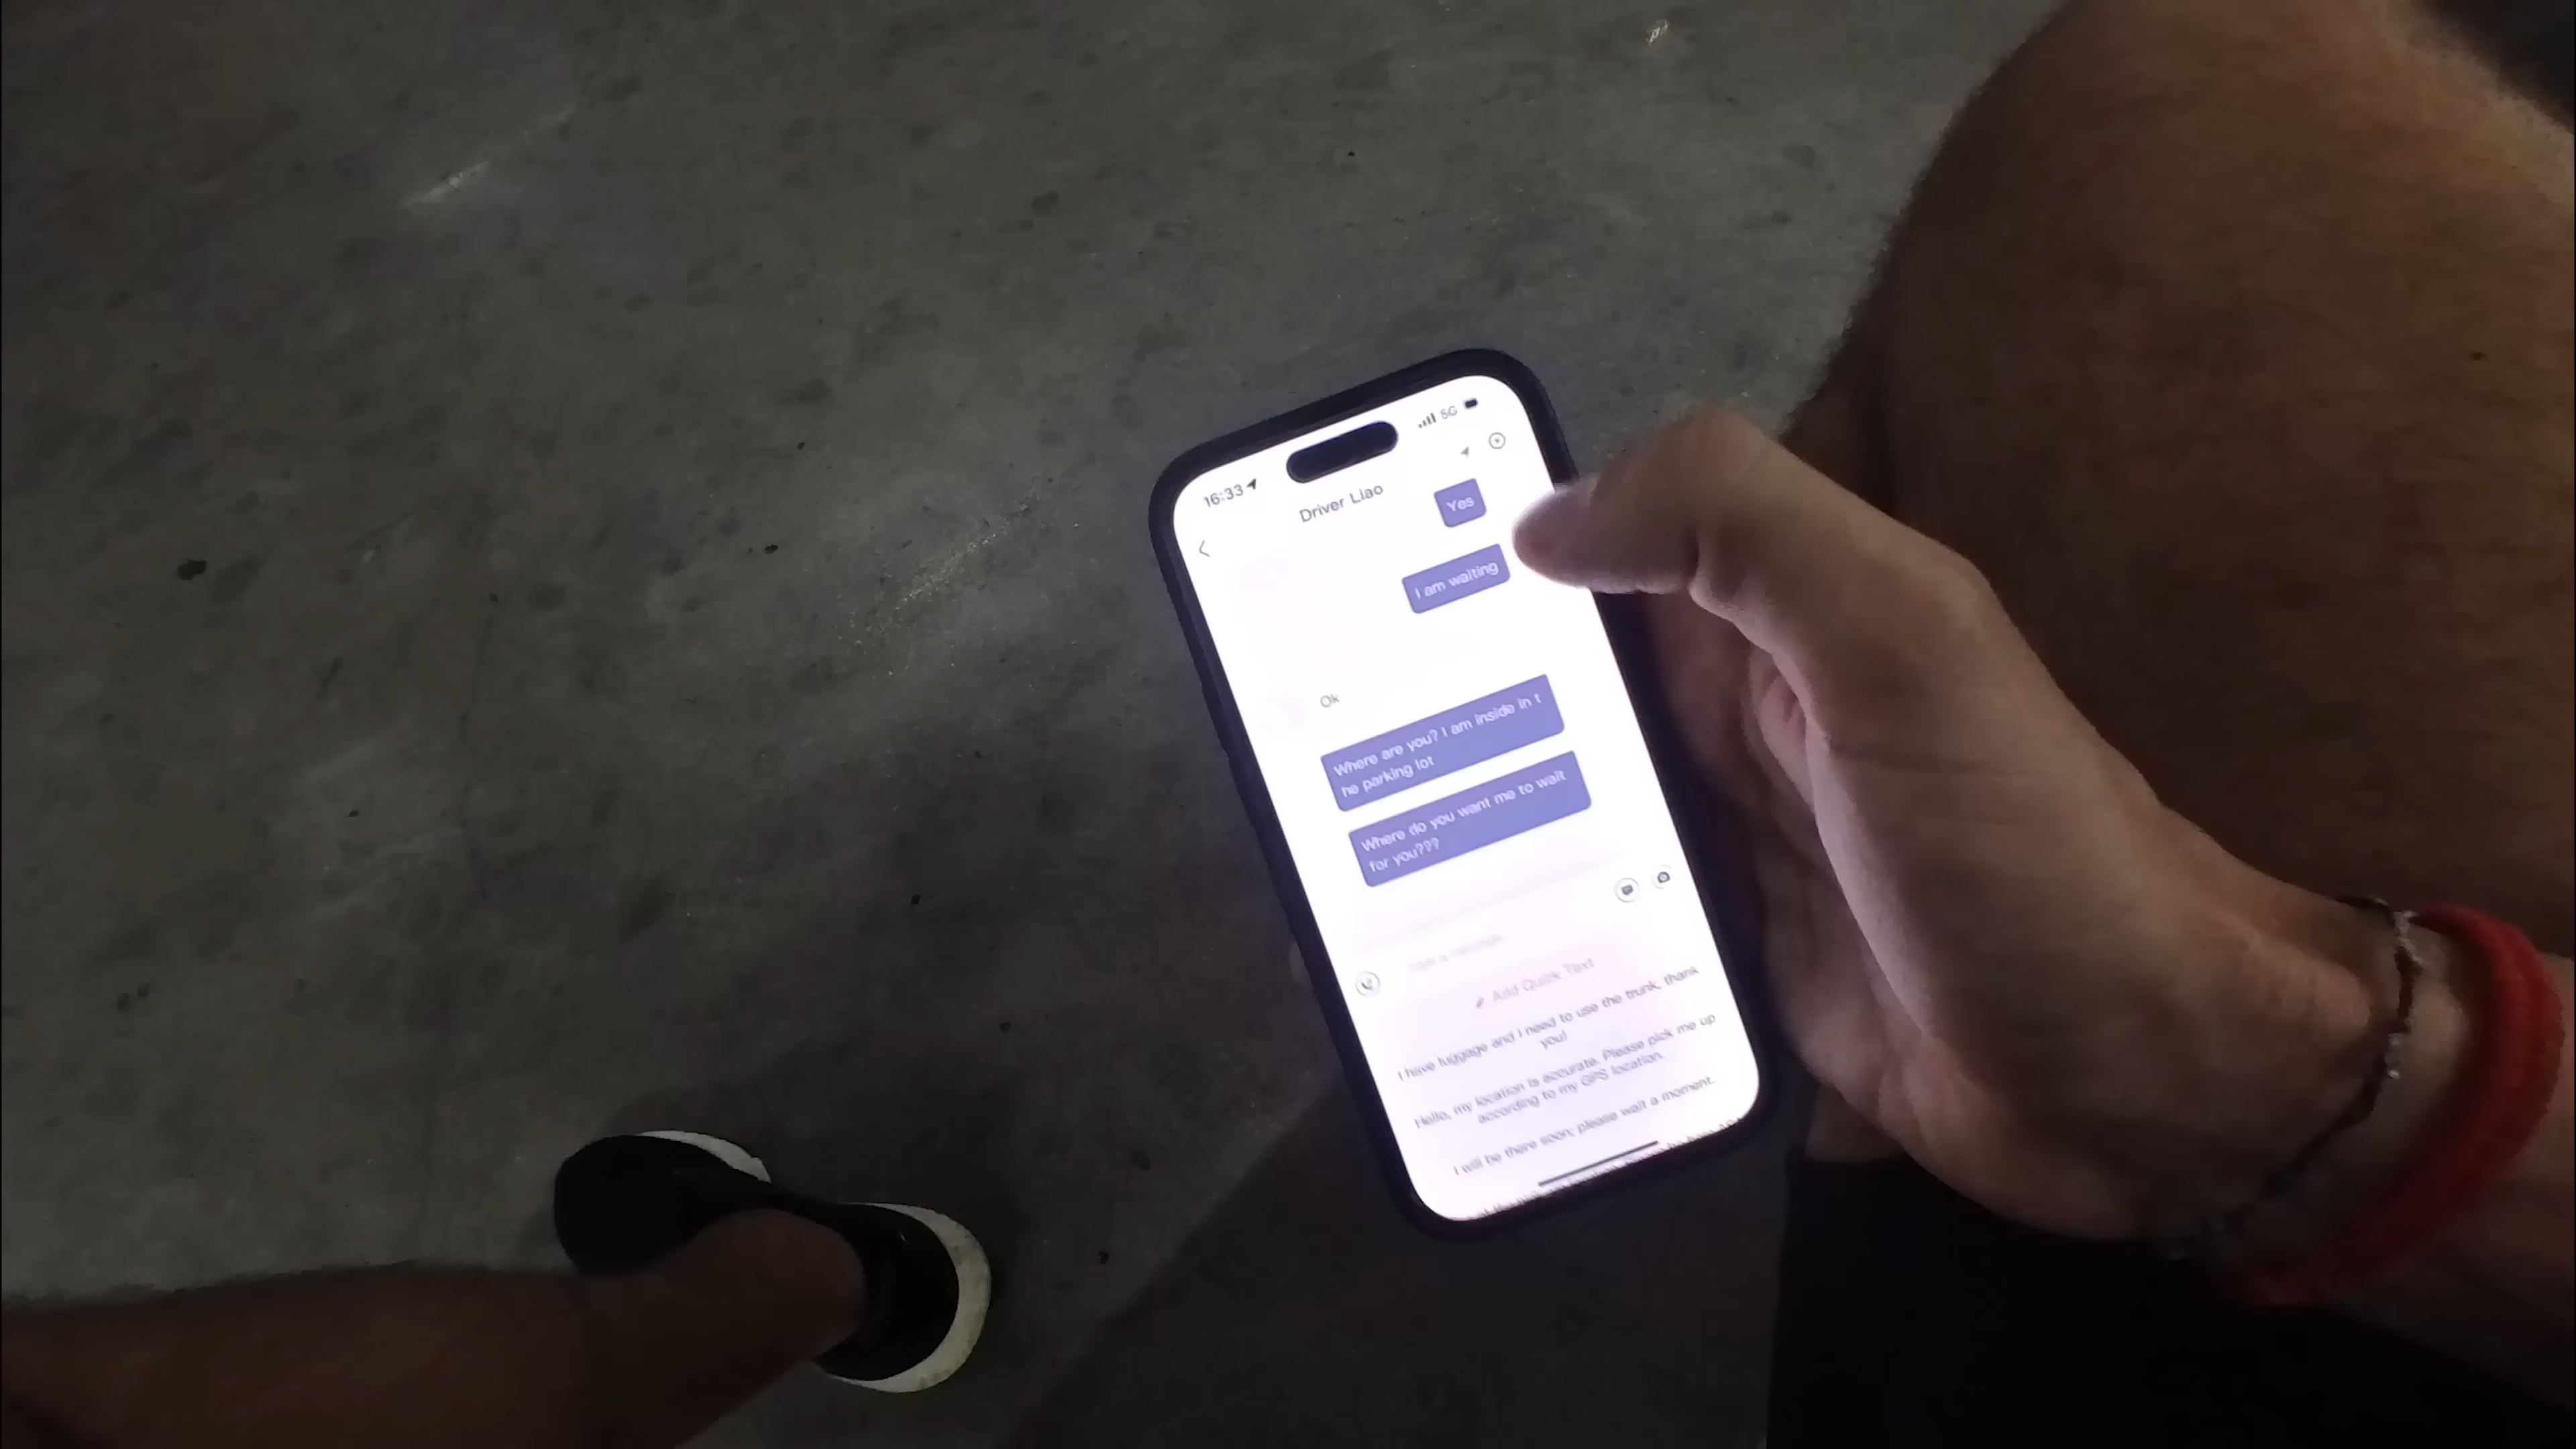 16:33
5G
Driver Liao
Yes
I am waiting
Ok
Where are you? I am inside in t
he parking lot
Where do you want me to wait
for you???
Type a message
Add Quick Text
I have luggage and I need to use the trunk, thank
you!
Hello, my location is accurate. Please pick me up
according to my GPS location.
I will be there soon; please wait a moment.